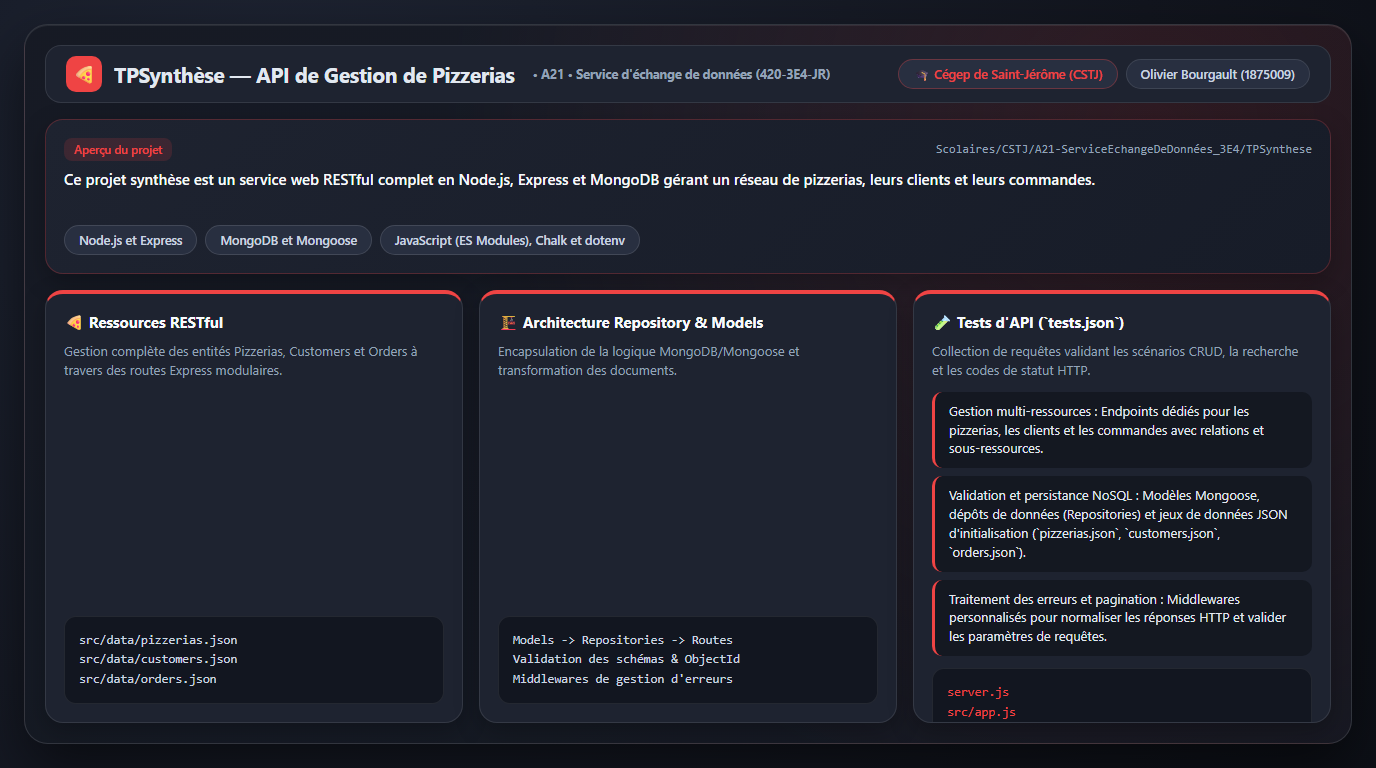 TPSynthèse — API de Gestion de Pizzerias
• A21 • Service d'échange de données (420-3E4-JR)
Cégep de Saint-Jérôme (CSTJ)
Olivier Bourgault (1875009)
Aperçu du projet
Scolaires/CSTJ/A21-ServiceEchangeDeDonnées_3E4/TPSynthese
Ce projet synthèse est un service web RESTful complet en Node.js, Express et MongoDB gérant un réseau de pizzerias, leurs clients et leurs commandes.
Node.js et Express
MongoDB et Mongoose
JavaScript (ES Modules), Chalk et dotenv
Ressources RESTful
Gestion complète des entités Pizzerias, Customers et Orders à
travers des routes Express modulaires.
src/data/pizzerias.json
src/data/customers.json
src/data/orders.json
Architecture Repository & Models
Encapsulation de la logique MongoDB/Mongoose et
transformation des documents.
Models -> Repositories -> Routes
Validation des schémas & ObjectId
Middlewares de gestion d'erreurs
Tests d'API (`tests.json`)
Collection de requêtes validant les scénarios CRUD, la recherche
et les codes de statut HTTP.
Gestion multi-ressources : Endpoints dédiés pour les
pizzerias, les clients et les commandes avec relations et
sous-ressources.
Validation et persistance NoSQL : Modèles Mongoose,
dépôts de données (Repositories) et jeux de données JSON
d'initialisation (`pizzerias.json`, `customers.json`,
`orders.json`).
Traitement des erreurs et pagination : Middlewares
personnalisés pour normaliser les réponses HTTP et valider
les paramètres de requêtes.
server.js
src/app.js